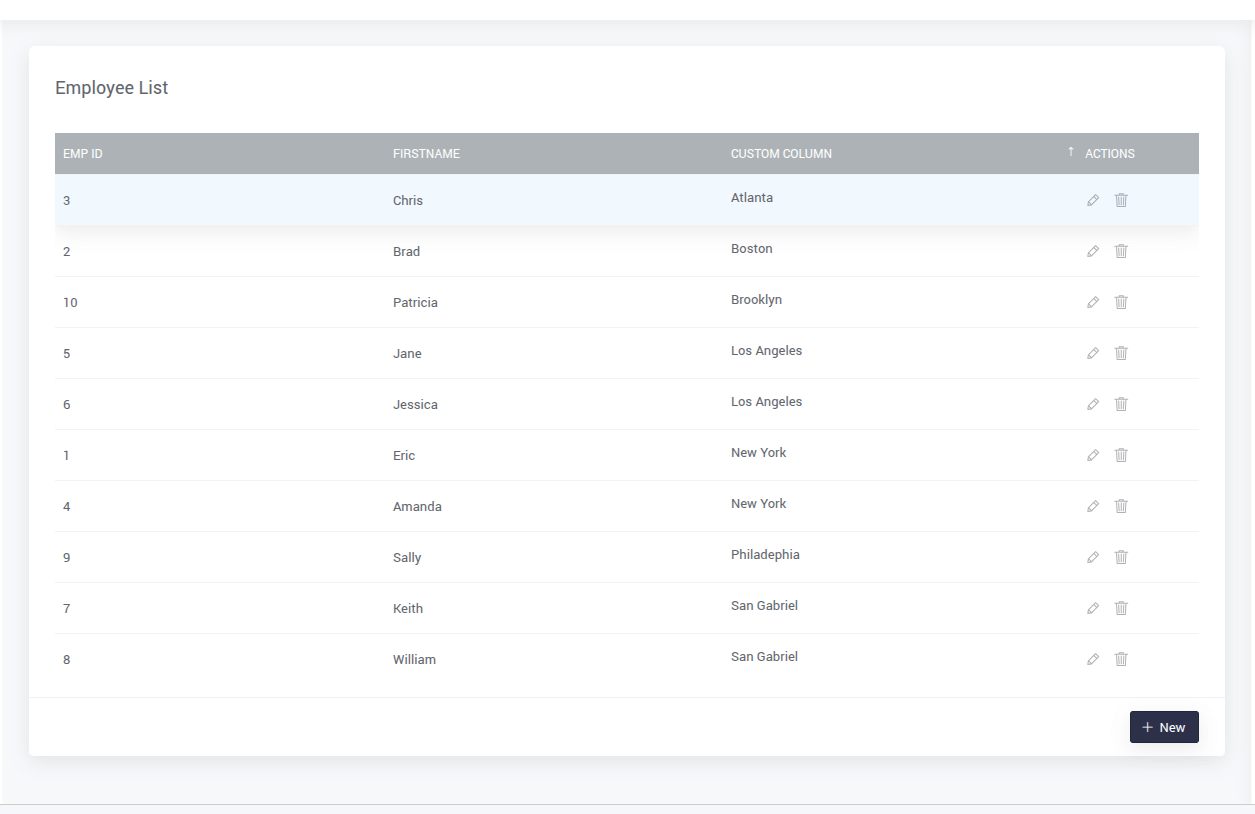 Employee List
EMP ID FIRSTNAME CUSTOM COLUMN ↑ ACTIONS
3 Chris Atlanta
2 Brad Boston
10 Patricia Brooklyn
5 Jane Los Angeles
6 Jessica Los Angeles
1 Eric New York
4 Amanda New York
9 Sally Philadephia
7 Keith San Gabriel
8 William San Gabriel
+ New